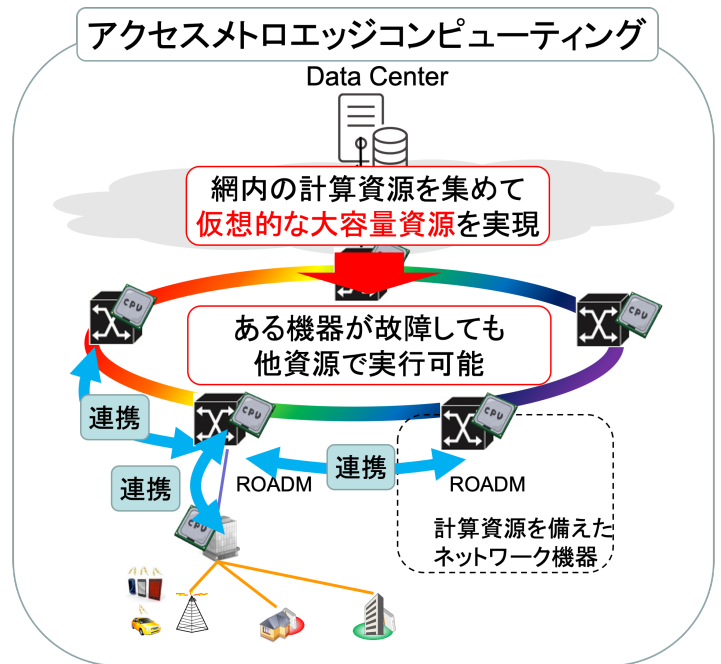 アクセスメトロエッジコンピューティング
Data Center
網内の計算資源を集めて
仮想的な大容量資源を実現
CPU
CPU
CPU
ある機器が故障しても
他資源で実行可能
CPU
CPU
連携
連携
連携
ROADM
ROADM
CPU
計算資源を備えた
ネットワーク機器